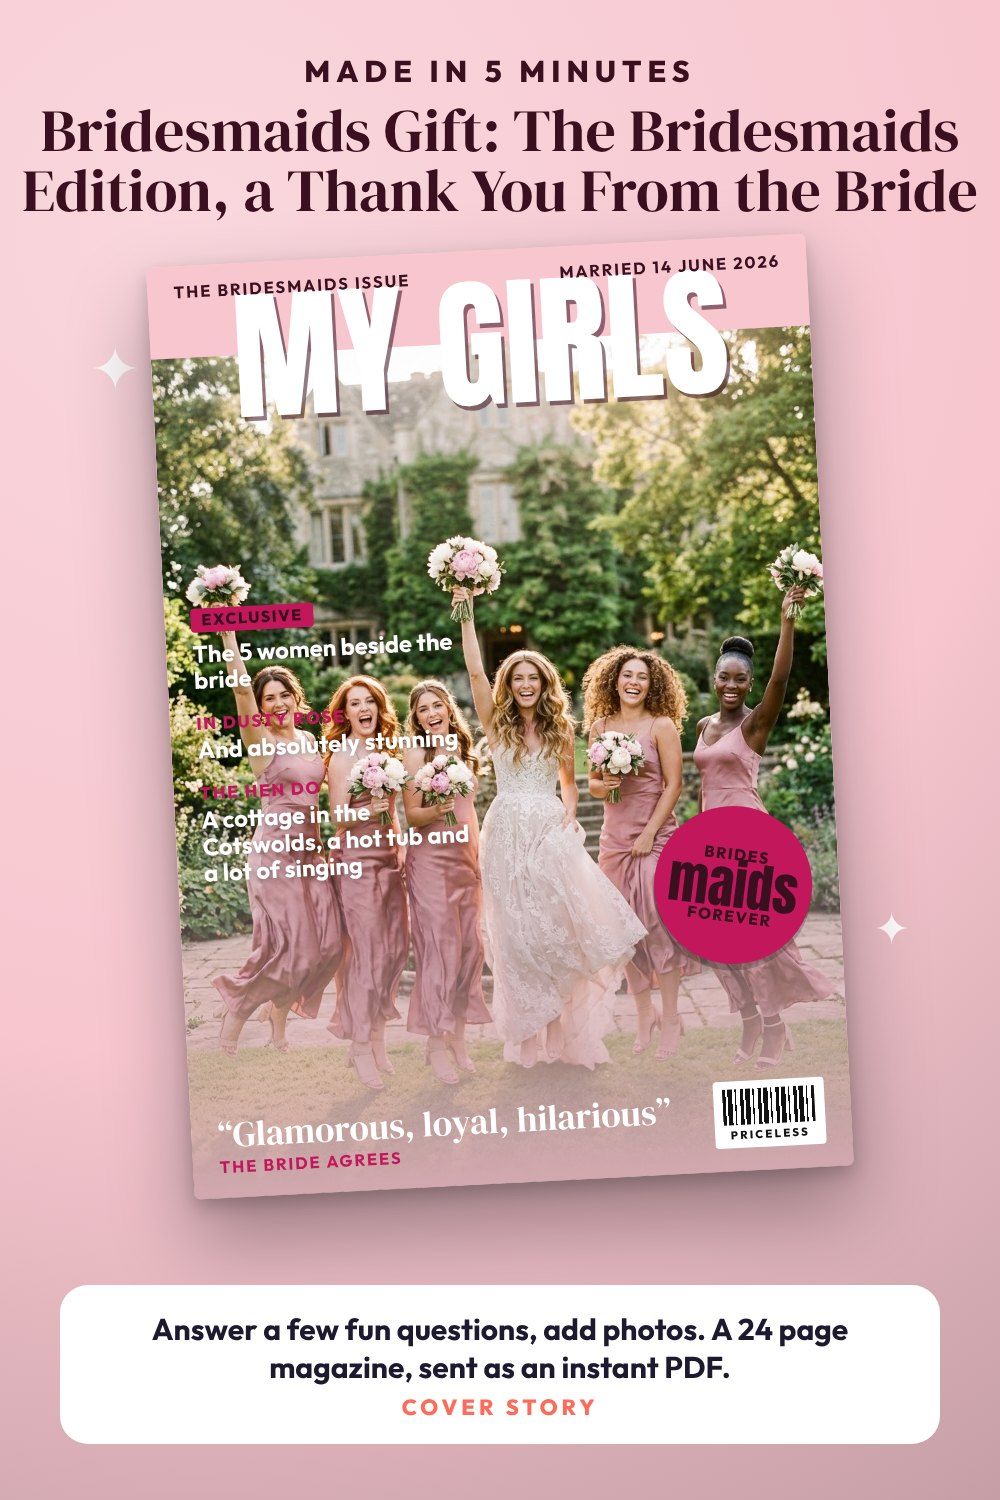 MADE IN 5 MINUTES
Bridesmaids Gift: The Bridesmaids
Edition, a Thank You From the Bride
THE BRIDESMAIDS ISSUE
MARRIED 14 JUNE 2026
MY GIRLS
EXCLUSIVE
The 5 women beside the
bride
IN DUSTY ROSE
And absolutely stunning
THE HEN DO
A cottage in the
Cotswolds, a hot tub and
a lot of singing
BRIDES
maids
FOREVER
“Glamorous, loyal, hilarious”
THE BRIDE AGREES
PRICELESS
Answer a few fun questions, add photos. A 24 page
magazine, sent as an instant PDF.
COVER STORY